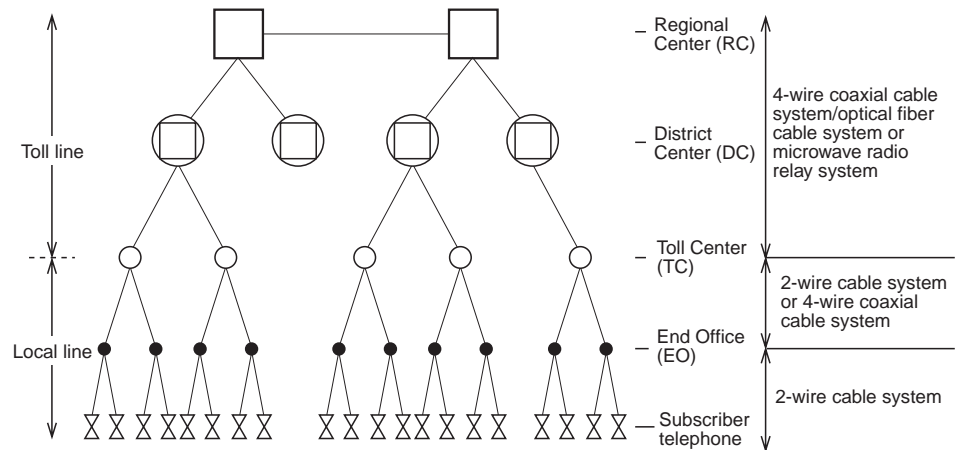 Regional
Center (RC)
4-wire coaxial cable
system/optical fiber
cable system or
microwave radio
relay system
Toll line
District
Center (DC)
Toll Center
(TC)
2-wire cable system
or 4-wire coaxial
cable system
Local line
End Office
(EO)
2-wire cable system
Subscriber
telephone